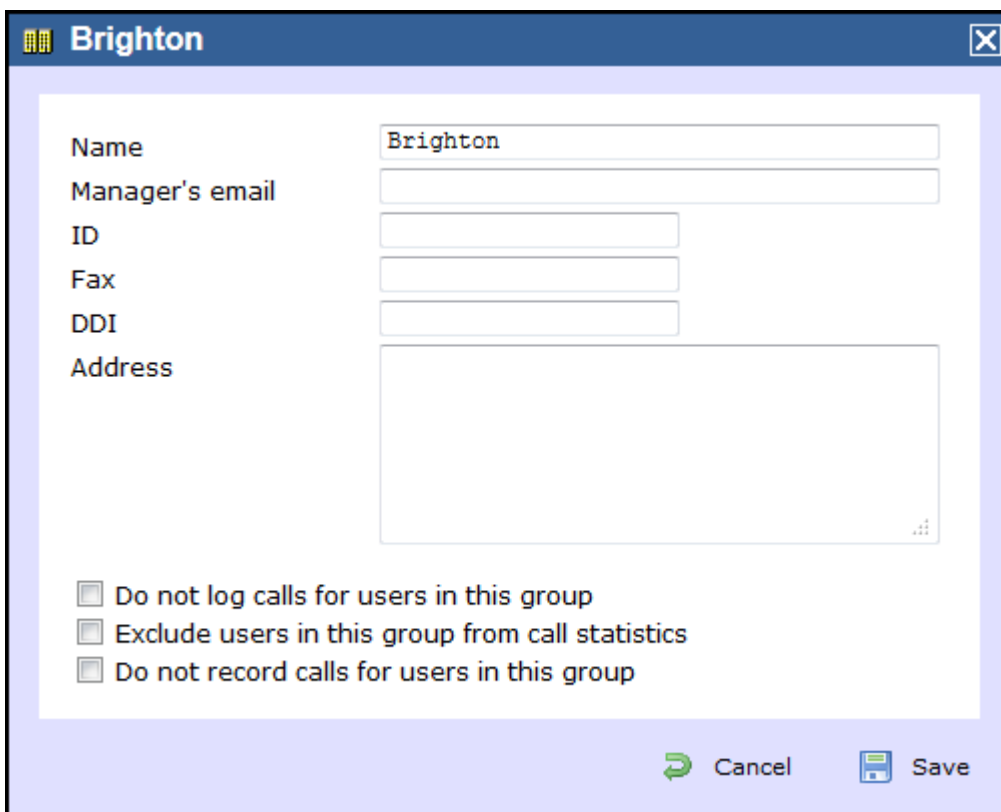 Brighton
Name Brighton
Manager's email
ID
Fax
DDI
Address
Do not log calls for users in this group
Exclude users in this group from call statistics
Do not record calls for users in this group
Cancel Save